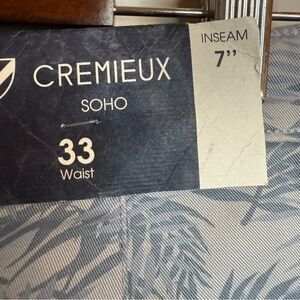 CREMIEUX
SOHO
33
Waist
INSEAM
7''